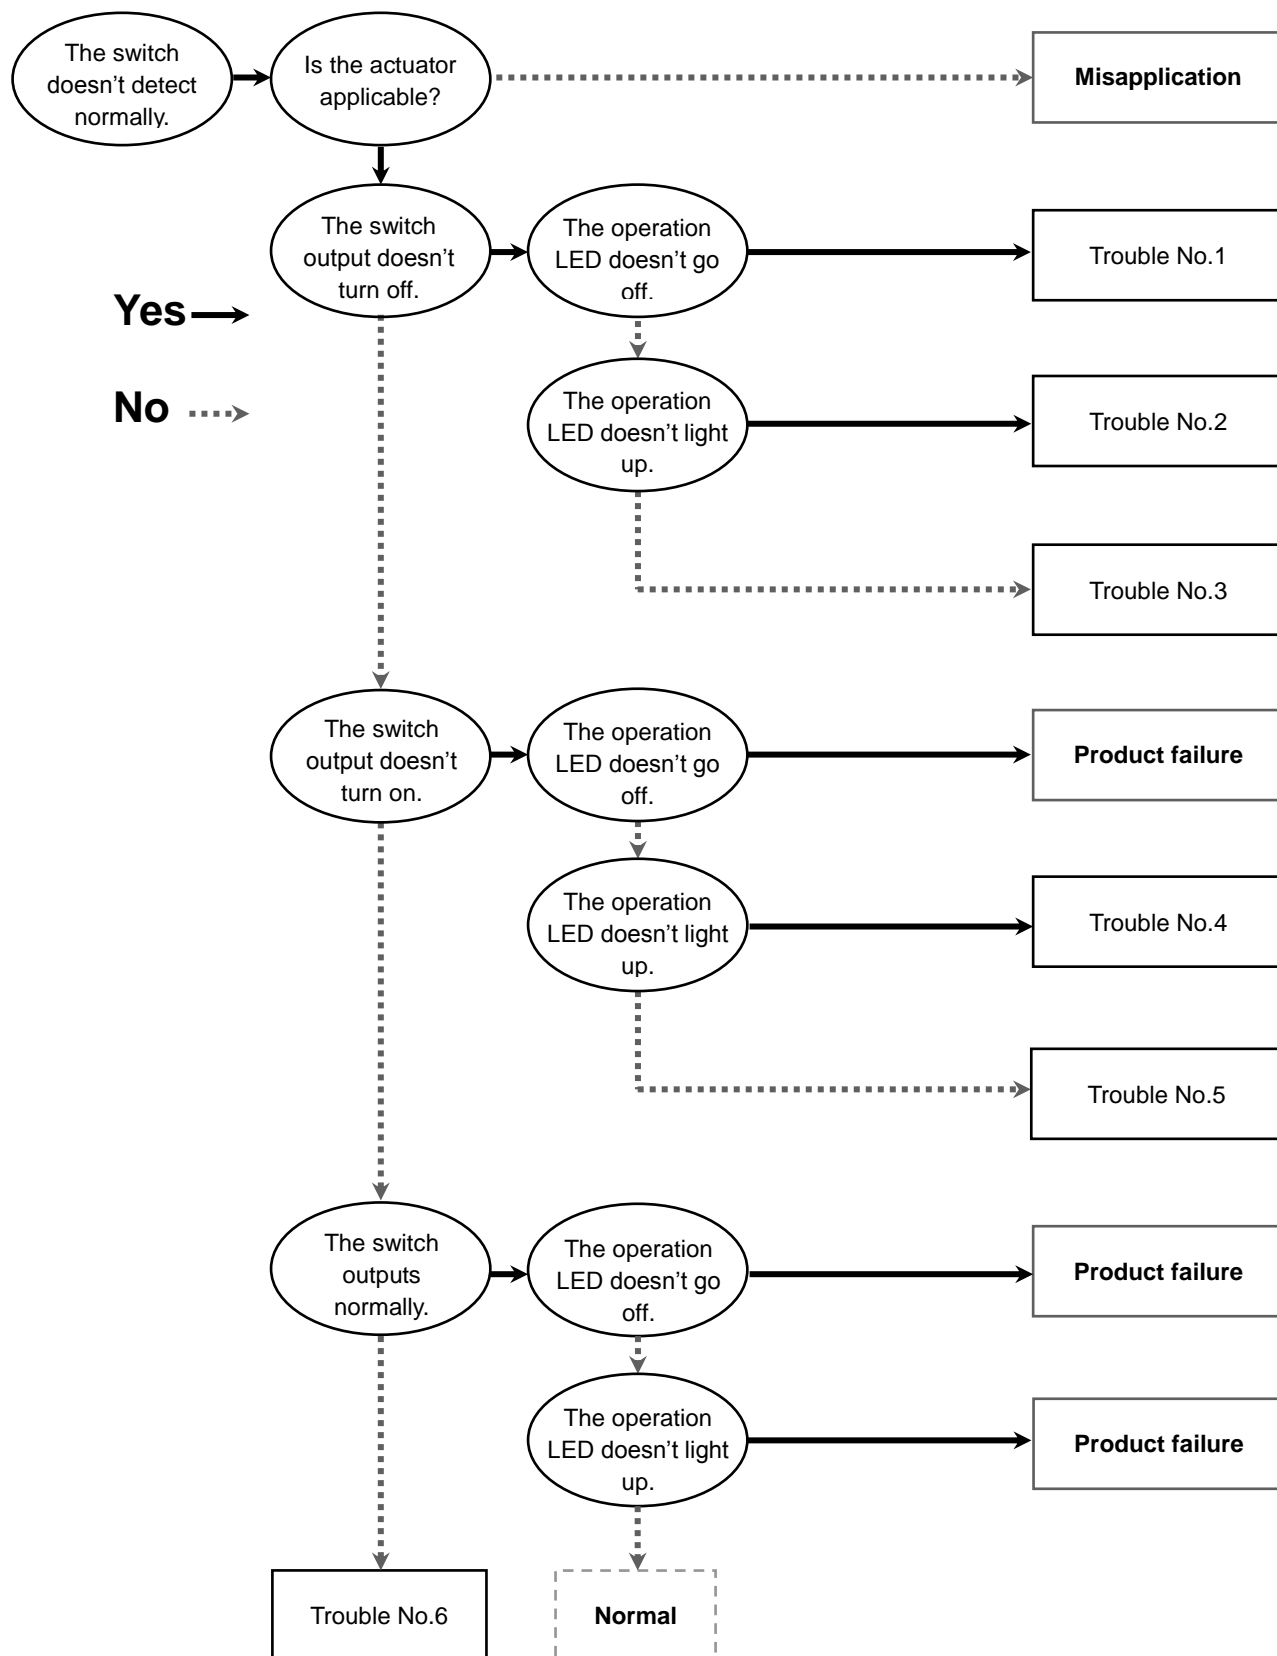 The switch
doesn't detect
normally.
Is the actuator
applicable?
Misapplication
The switch
output doesn't
turn off.
The operation
LED doesn't go
off.
Trouble No.1
Yes
No
The operation
LED doesn't light
up.
Trouble No.2
Trouble No.3
The switch
output doesn't
turn on.
The operation
LED doesn't go
off.
Product failure
The operation
LED doesn't light
up.
Trouble No.4
Trouble No.5
The switch
outputs
normally.
The operation
LED doesn't go
off.
Product failure
The operation
LED doesn't light
up.
Product failure
Trouble No.6
Normal